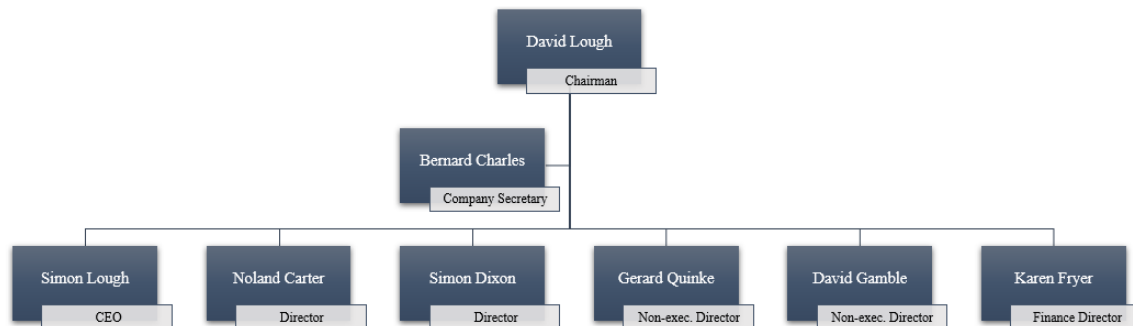 David Lough
Chairman
Bernard Charles
Company Secretary
Simon Lough
CEO
Noland Carter
Director
Simon Dixon
Director
Gerard Quinke
Non-exec. Director
David Gamble
Non-exec. Director
Karen Fryer
Finance Director